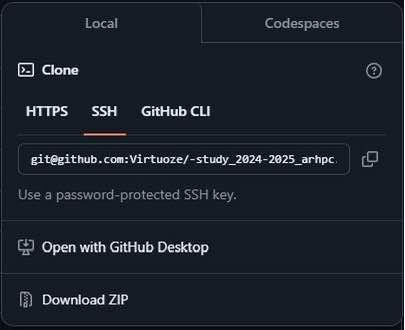 Local
Codespaces
Clone
HTTPS
SSH
GitHub CLI
git@github.com:Virtuoze/-study_2024-2025_arhpc.
Use a password-protected SSH key.
Open with GitHub Desktop
Download ZIP